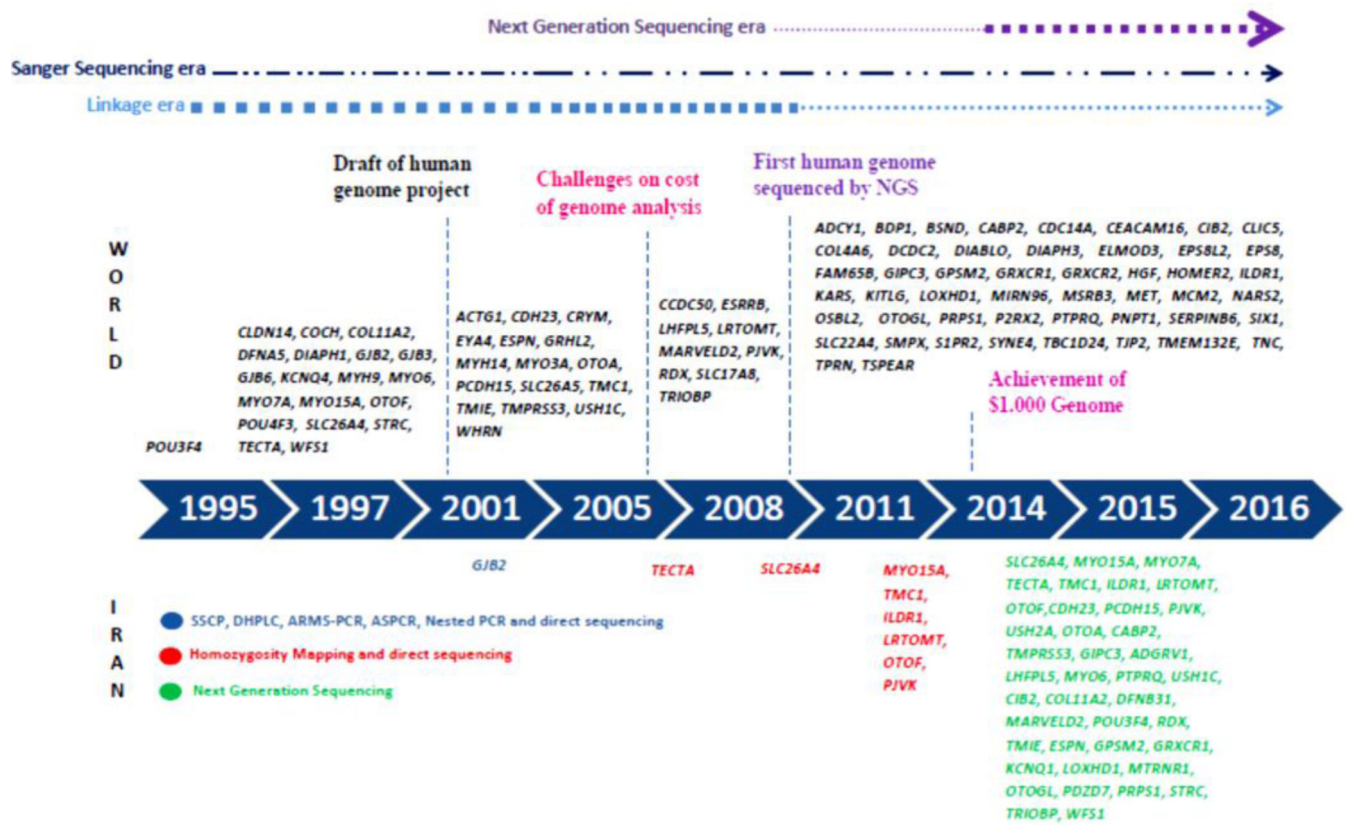 Next Generation Sequencing era
Sanger Sequencing era
Linkage era
Draft of human
genome project
Challenges on cost
of genome analysis
First human genome
sequenced by NGS
W
O
R
L
D
POU3F4
CLDN14, COCH, COL11A2,
DFNA5, DIAPH1, GJB2, GJB3,
GJB6, KCNQ4, MYH9, MYO6,
MYO7A, MYO15A, OTOF,
POU4F3, SLC26A4, STRC,
TECTA, WFS1
ACTG1, CDH23, CRYM,
EYA4, ESPN, GRHL2,
MYH14, MYO3A, OTOA,
PCDH15, SLC26A5, TMC1,
TMIE, TMPRSS3, USH1C,
WHRN
CCDC50, ESRRB,
LHFPL5, LRTOMT,
MARVELD2, PJVK,
RDX, SLC17A8,
TRIOBP
ADCY1, BDP1, BSND, CABP2, CDC14A, CEACAM16, CIB2, CLIC5,
COL4A6, DCDC2, DIABLO, DIAPH3, ELMOD3, EPS8L2, EPS8,
FAM65B, GIPC3, GPSM2, GRXCR1, GRXCR2, HGF, HOMER2, ILDR1,
KARS, KITLG, LOXHD1, MIRN96, MSRB3, MET, MCM2, NARS2,
OSBL2, OTOGL, PRPS1, P2RX2, PTPRQ, PNPT1, SERPINB6, SIX1,
SLC22A4, SMPX, S1PR2, SYNE4, TBC1D24, TJP2, TMEM132E, TNC,
TPRN, TSPEAR
Achievement of
$1.000 Genome
1995 1997 2001 2005 2008 2011 2014 2015 2016
I
R
A
N
SSCP, DHPLC, ARMS-PCR, ASPCR, Nested PCR and direct sequencing
Homozygosity Mapping and direct sequencing
Next Generation Sequencing
GJB2
TECTA
SLC26A4
MYO15A,
TMC1,
ILDR1,
LRTOMT,
OTOF,
PJVK
SLC26A4, MYO15A, MYO7A,
TECTA, TMC1, ILDR1, LRTOMT,
OTOF,CDH23, PCDH15, PJVK,
USH2A, OTOA, CABP2,
TMPRSS3, GIPC3, ADGRV1,
LHFPL5, MYO6, PTPRQ, USH1C,
CIB2, COL11A2, DFNB31,
MARVELD2, POU3F4, RDX,
TMIE, ESPN, GPSM2, GRXCR1,
KCNQ1, LOXHD1, MTRNR1,
OTOGL, PDZD7, PRPS1, STRC,
TRIOBP, WFS1